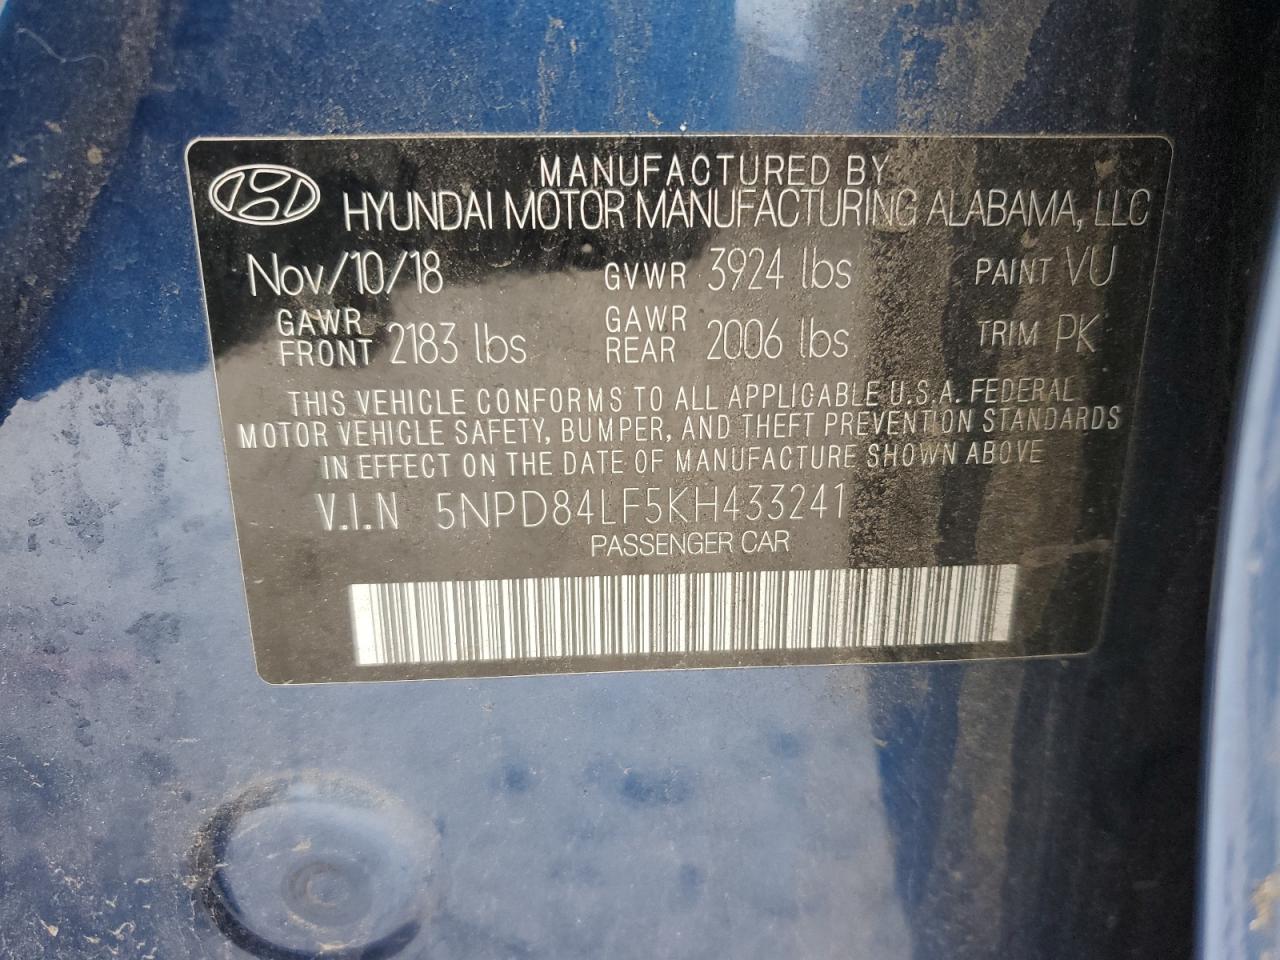 MANUFACTURED BY
HYUNDAI MOTOR MANUFACTURING ALABAMA, LLC
Nov/10/18 GVWR 3924 lbs PAINT VU
GAWR FRONT 2183 lbs GAWR REAR 2006 lbs TRIM PK
THIS VEHICLE CONFORMS TO ALL APPLICABLE U.S.A. FEDERAL
MOTOR VEHICLE SAFETY, BUMPER, AND THEFT PREVENTION STANDARDS
IN EFFECT ON THE DATE OF MANUFACTURE SHOWN ABOVE
V.I.N 5NPD84LF5KH433241
PASSENGER CAR